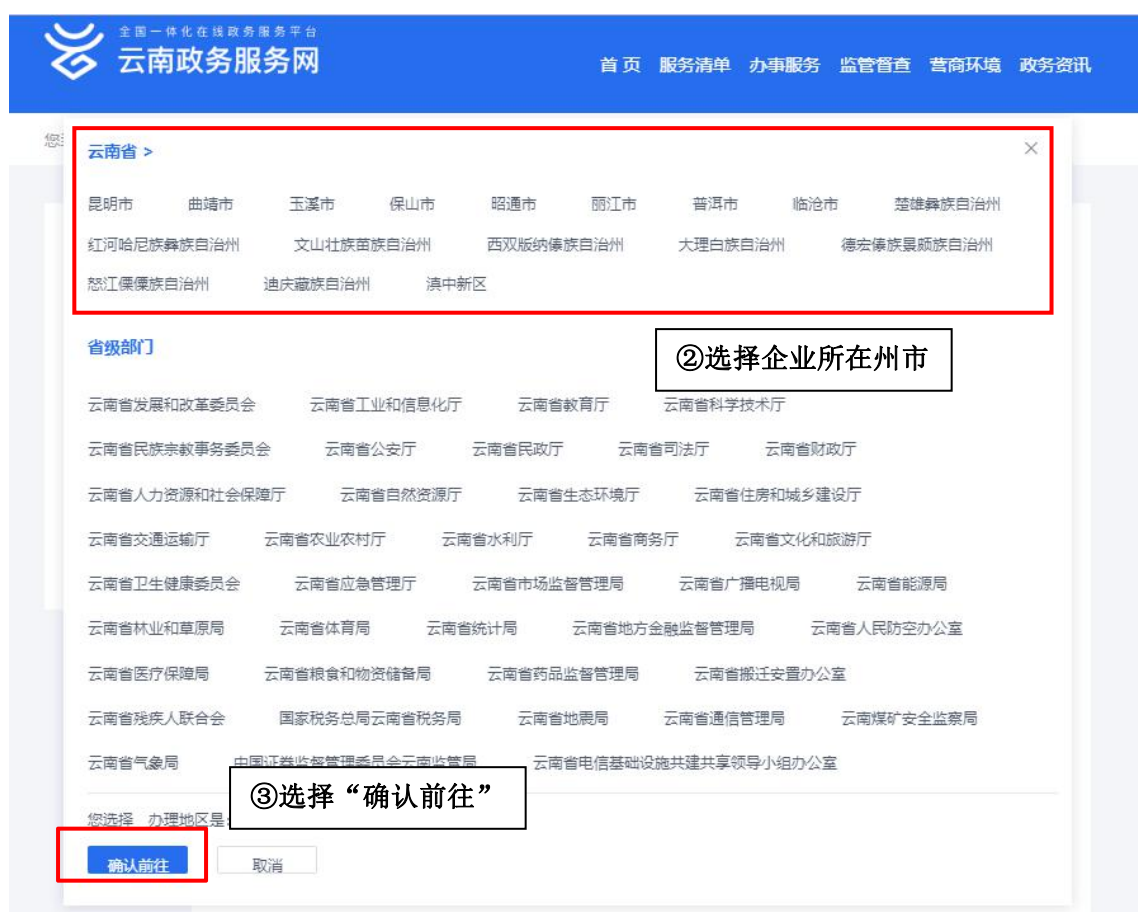 全国一体化在线政务服务平台
云南政务服务网
首页 服务清单 办事服务 监管督查 营商环境 政务资讯
您
云南省 >
昆明市 曲靖市 玉溪市 保山市 昭通市 丽江市 普洱市 临沧市 楚雄彝族自治州
红河哈尼族彝族自治州 文山壮族苗族自治州 西双版纳傣族自治州 大理白族自治州 德宏傣族景颇族自治州
怒江傈僳族自治州 迪庆藏族自治州 滇中新区
省级部门
②选择企业所在州市
云南省发展和改革委员会 云南省工业和信息化厅 云南省教育厅 云南省科学技术厅
云南省民族宗教事务委员会 云南省公安厅 云南省民政厅 云南省司法厅 云南省财政厅
云南省人力资源和社会保障厅 云南省自然资源厅 云南省生态环境厅 云南省住房和城乡建设厅
云南省交通运输厅 云南省农业农村厅 云南省水利厅 云南省商务厅 云南省文化和旅游厅
云南省卫生健康委员会 云南省应急管理厅 云南省市场监督管理局 云南省广播电视局 云南省能源局
云南省林业和草原局 云南省体育局 云南省统计局 云南省地方金融监督管理局 云南省人民防空办公室
云南省医疗保障局 云南省粮食和物资储备局 云南省药品监督管理局 云南省搬迁安置办公室
云南省残疾人联合会 国家税务总局云南省税务局 云南省地震局 云南省通信管理局 云南煤矿安全监察局
云南省气象局 中国证券监督管理委员会云南监管局 云南省电信基础设施共建共享领导小组办公室
③选择“确认前往”
您选择 办理地区是:
确认前往 取消